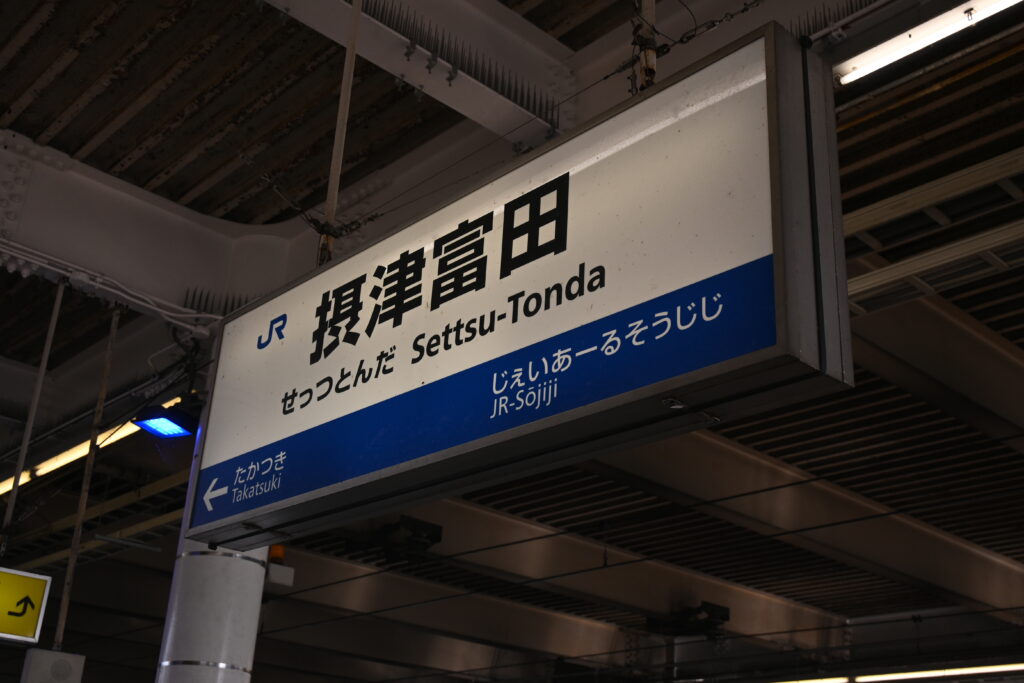 JR 摂津富田
せっつとんだ Settsu-Tonda
じぇいあーるそうじじ
JR-Sōjiji
← たかつき
Takatsuki